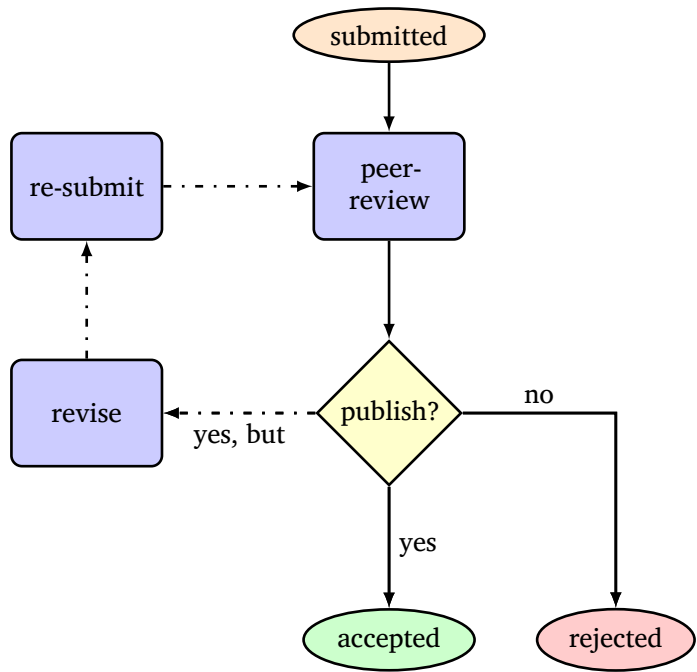 submitted
re-submit
peer-
review
revise
yes, but
publish?
no
yes
accepted
rejected